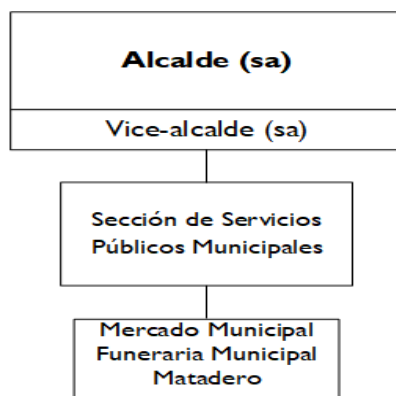 Alcalde (sa)
Vice-alcalde (sa)
Sección de Servicios
Públicos Municipales
Mercado Municipal
Funeraria Municipal
Matadero